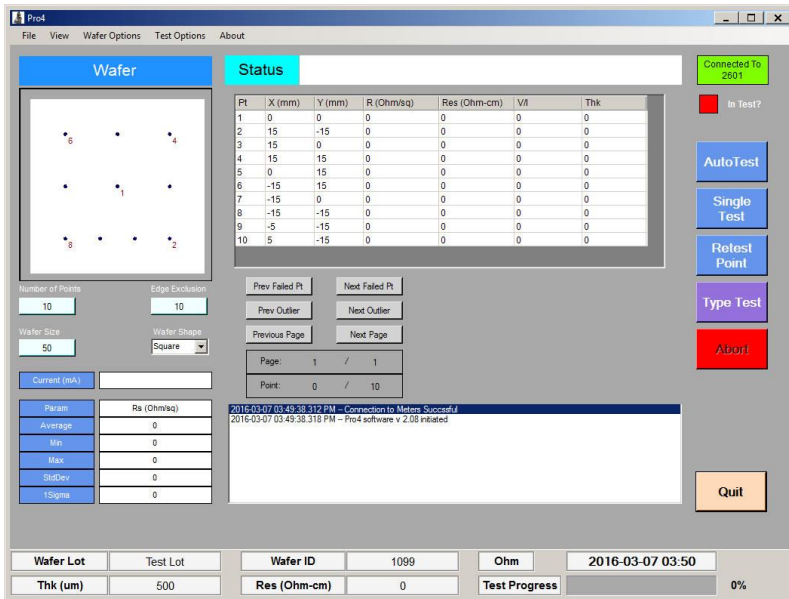 Pro4
File View Wafer Options Test Options About
Wafer
Status
Connected To
2601
In Test?
Pt X (mm) Y (mm) R (Ohm/sq) Res (Ohm-cm) V/I Thk
1 0 0 0 0 0 0
2 15 -15 0 0 0 0
3 15 0 0 0 0 0
4 15 15 0 0 0 0
5 0 15 0 0 0 0
6 -15 15 0 0 0 0
7 -15 0 0 0 0 0
8 -15 -15 0 0 0 0
9 -5 -15 0 0 0 0
10 5 -15 0 0 0 0
6 4
1
8 2
AutoTest
Single
Test
Retest
Point
Type Test
Abort
Number of Points Edge Exclusion
10 10
Wafer Size Wafer Shape
50 Square
Prev Failed Pt Next Failed Pt
Prev Outlier Next Outlier
Previous Page Next Page
Page: 1 / 1
Point: 0 / 10
Current (mA)
Param Rs (Ohm/sq)
Average 0
Min 0
Max 0
StdDev 0
1Sigma 0
2016-03-07 03:49:38.312 PM -- Connection to Meters Succssful
2016-03-07 03:49:38.318 PM -- Pro4 software v 2.08 initiated
Quit
Wafer Lot Test Lot Wafer ID 1099 Ohm 2016-03-07 03:50
Thk (um) 500 Res (Ohm-cm) 0 Test Progress 0%